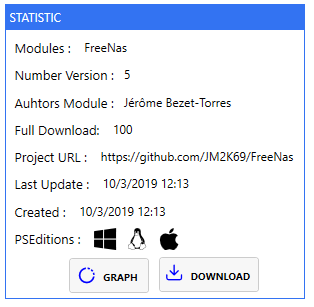 STATISTIC
Modules : FreeNas
Number Version : 5
Auhtors Module : Jérôme Bezet-Torres
Full Download: 100
Project URL : https://github.com/JM2K69/FreeNas
Last Update : 10/3/2019 12:13
Created : 10/3/2019 12:13
PSEditions :
GRAPH DOWNLOAD